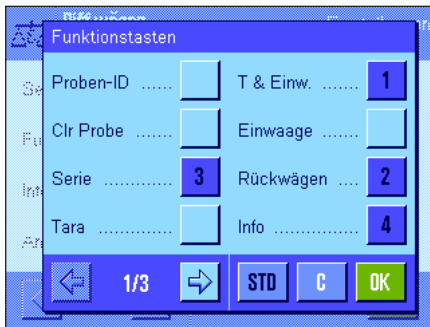 Funktionstasten
Proben-ID ...... T & Einw. ....... 1
Clr Probe ....... Einwaage .......
Serie ............. 3 Rückwägen .... 2
Tara ............... Info ................ 4
1/3 STD C OK